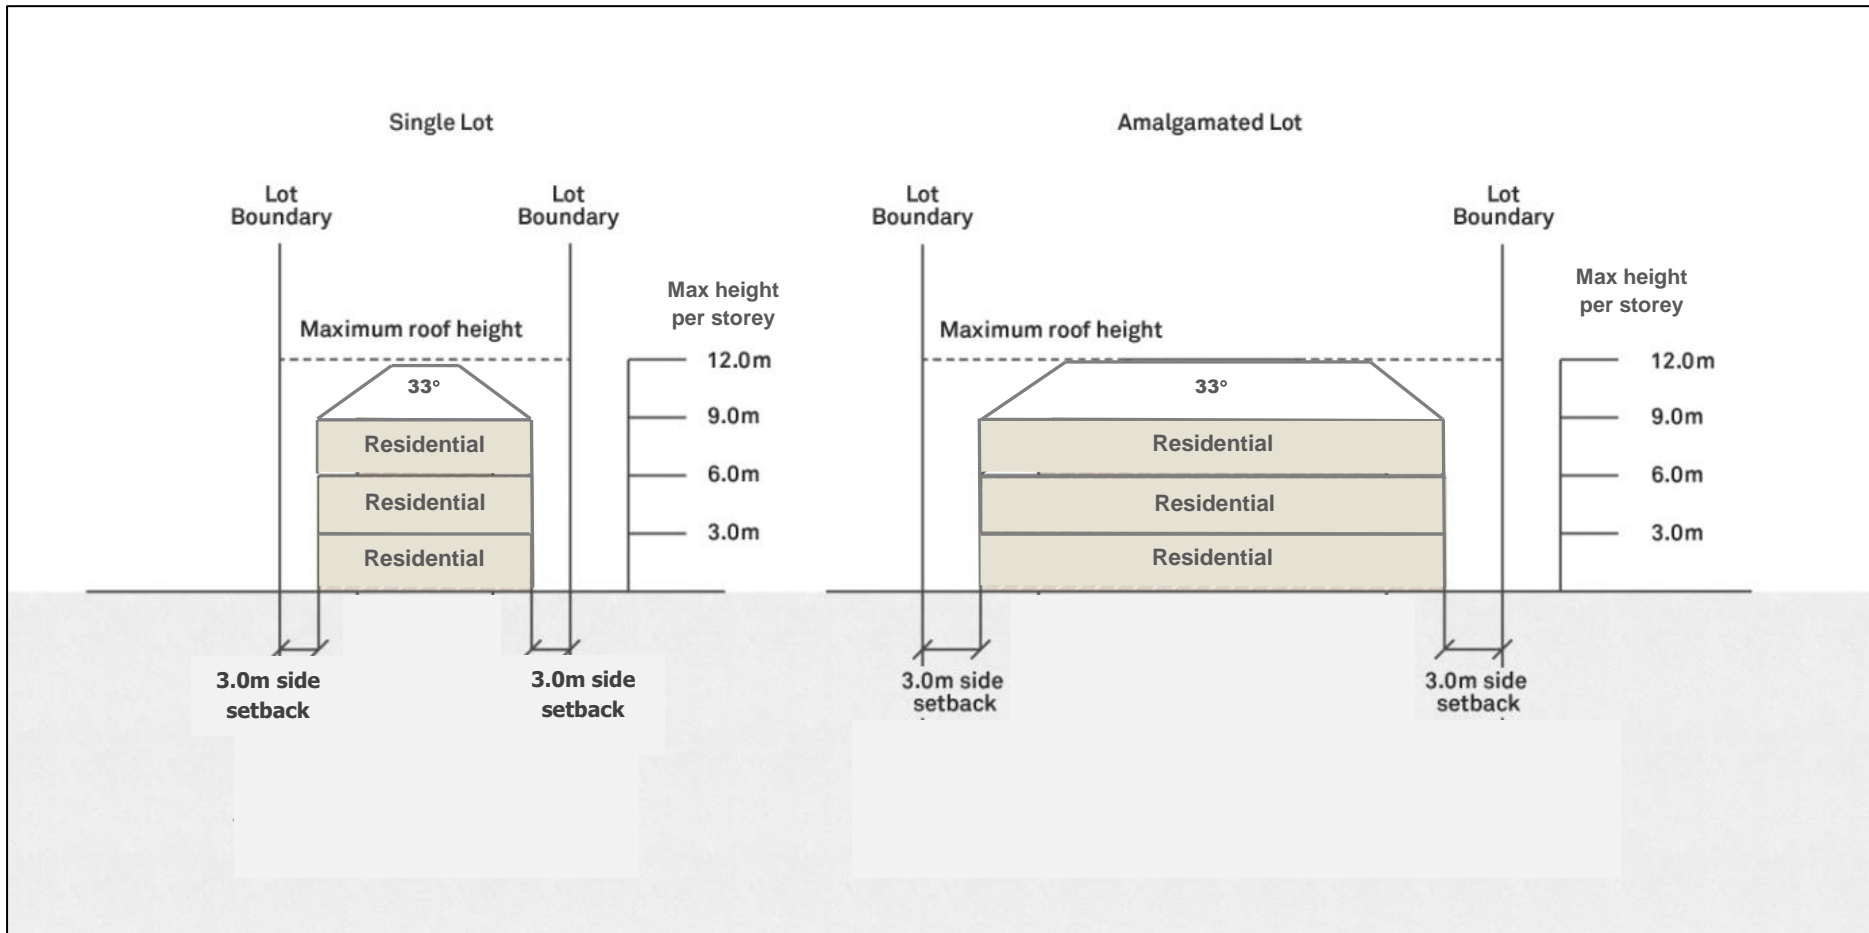 Single Lot
Lot
Boundary
Lot
Boundary
Max height
per storey
Maximum roof height
12.0m
33°
9.0m
Residential
6.0m
Residential
3.0m
Residential
3.0m side
setback
3.0m side
setback
Amalgamated Lot
Lot
Boundary
Lot
Boundary
Max height
per storey
Maximum roof height
12.0m
33°
9.0m
Residential
6.0m
Residential
3.0m
Residential
3.0m side
setback
3.0m side
setback